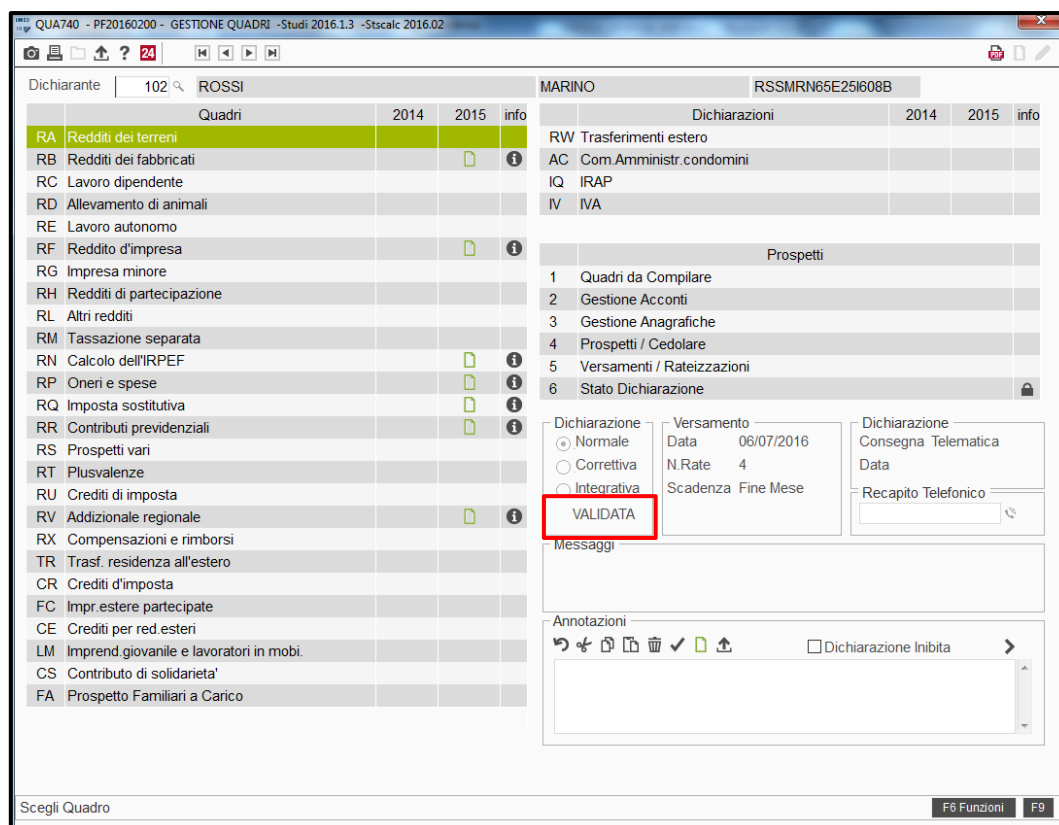 QUA740 - PF20160200 - GESTIONE QUADRI -Studi 2016.1.3 -Stscalc 2016.02
? 24
PDF
Dichiarante 102 ROSSI MARINO RSSMRN65E25I608B
Quadri 2014 2015 info
RA Redditi dei terreni
RB Redditi dei fabbricati
RC Lavoro dipendente
RD Allevamento di animali
RE Lavoro autonomo
RF Reddito d'impresa
RG Impresa minore
RH Redditi di partecipazione
RL Altri redditi
RM Tassazione separata
RN Calcolo dell'IRPEF
RP Oneri e spese
RQ Imposta sostitutiva
RR Contributi previdenziali
RS Prospetti vari
RT Plusvalenze
RU Crediti di imposta
RV Addizionale regionale
RX Compensazioni e rimborsi
TR Trasf. residenza all'estero
CR Crediti d'imposta
FC Impr.estere partecipate
CE Crediti per red.esteri
LM Imprend.giovanile e lavoratori in mobi.
CS Contributo di solidarieta'
FA Prospetto Familiari a Carico
Dichiarazioni 2014 2015 info
RW Trasferimenti estero
AC Com.Amministr.condomini
IQ IRAP
IV IVA
Prospetti
1 Quadri da Compilare
2 Gestione Acconti
3 Gestione Anagrafiche
4 Prospetti / Cedolare
5 Versamenti / Rateizzazioni
6 Stato Dichiarazione
Dichiarazione
Normale
Correttiva
Integrativa
VALIDATA
Versamento
Data 06/07/2016
N.Rate 4
Scadenza Fine Mese
Dichiarazione
Consegna Telematica
Data
Recapito Telefonico
Messaggi
Annotazioni
Dichiarazione Inibita
Scegli Quadro
F6 Funzioni F9